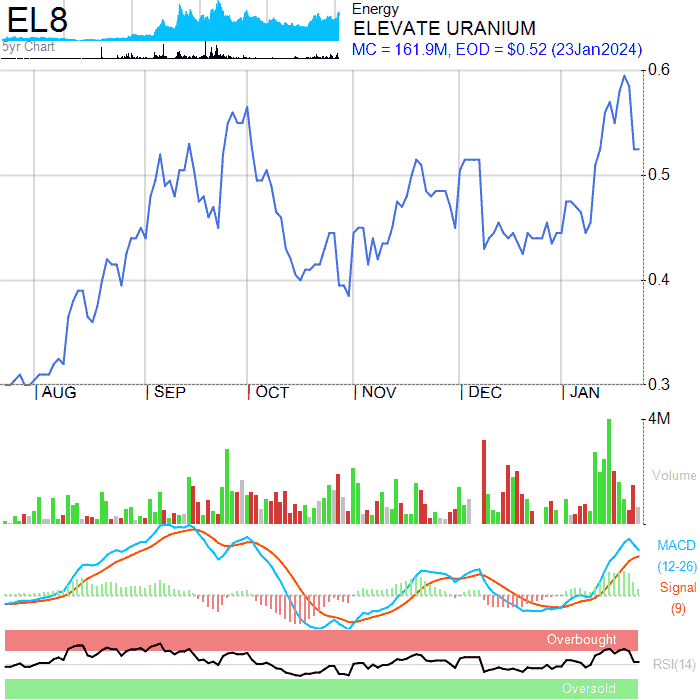 EL8
5yr Chart
Energy
ELEVATE URANIUM
MC = 161.9M, EOD = $0.52 (23Jan2024)
0.6
0.5
0.4
0.3
AUG SEP OCT NOV DEC JAN
4M
Volume
MACD
(12-26)
Signal
(9)
Overbought
RSI(14)
Oversold